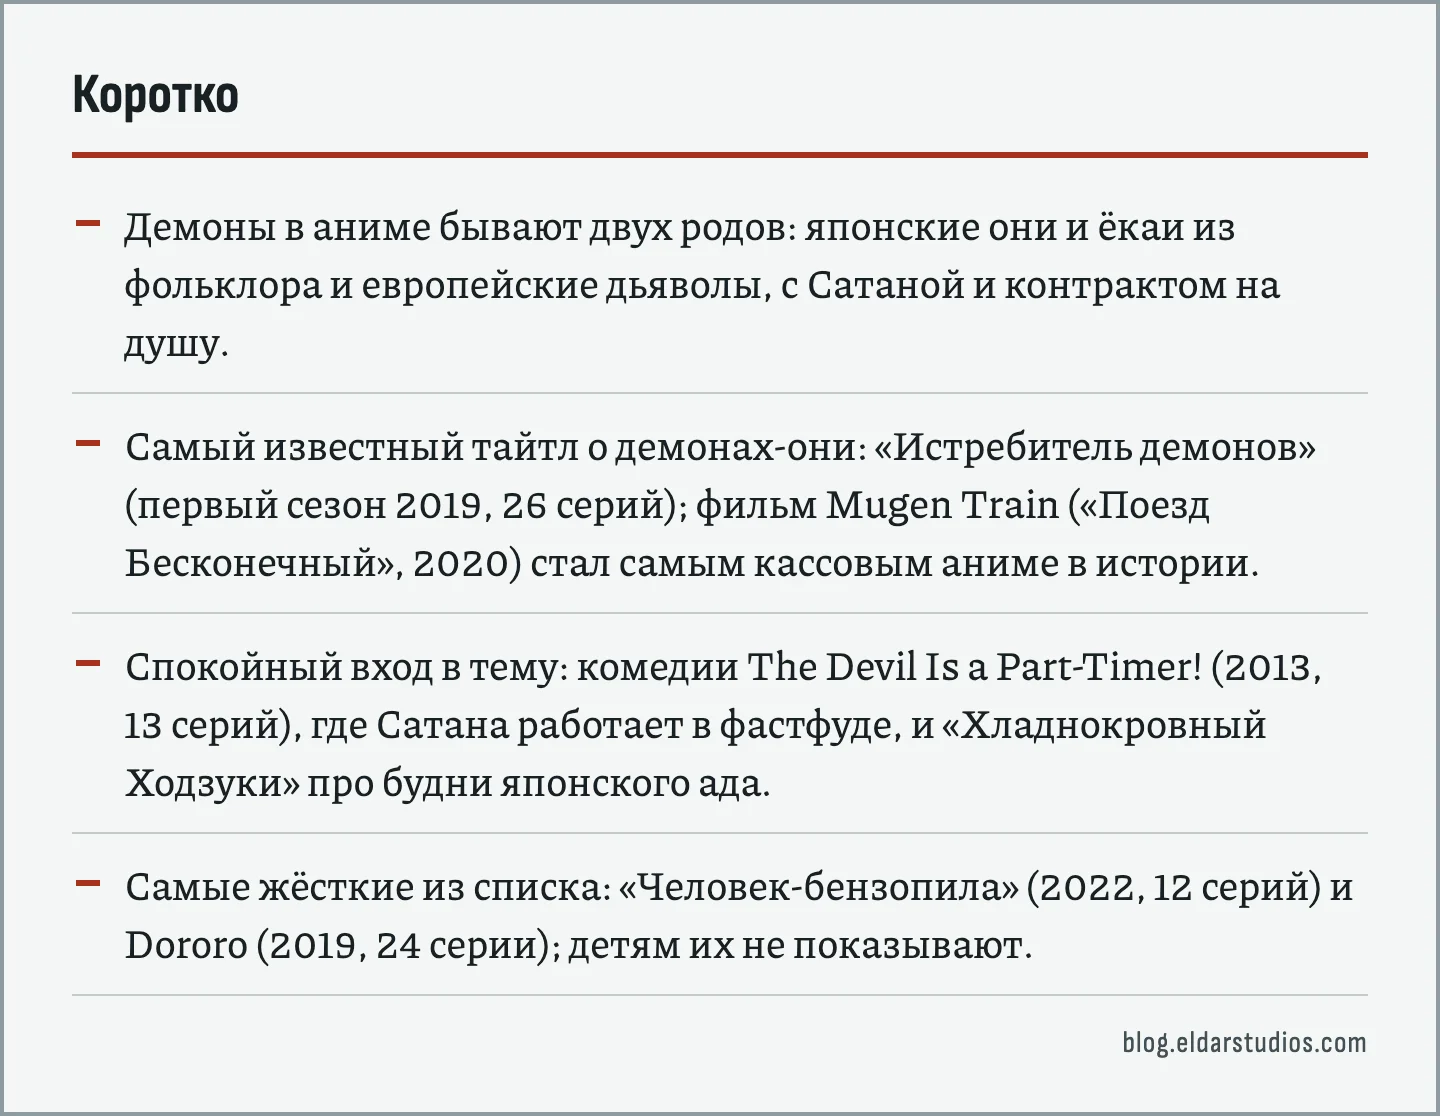 Коротко
Демоны в аниме бывают двух родов: японские они и ёкаи из
фольклора и европейские дьяволы, с Сатаной и контрактом на
душу.
Самый известный тайтл о демонах-они: «Истребитель демонов»
(первый сезон 2019, 26 серий); фильм Mugen Train («Поезд
Бесконечный», 2020) стал самым кассовым аниме в истории.
Спокойный вход в тему: комедии The Devil Is a Part-Timer! (2013,
13 серий), где Сатана работает в фастфуде, и «Хладнокровный
Ходзуки» про будни японского ада.
Самые жёсткие из списка: «Человек-бензопила» (2022, 12 серий) и
Dororo (2019, 24 серии); детям их не показывают.
blog.eldarstudios.com